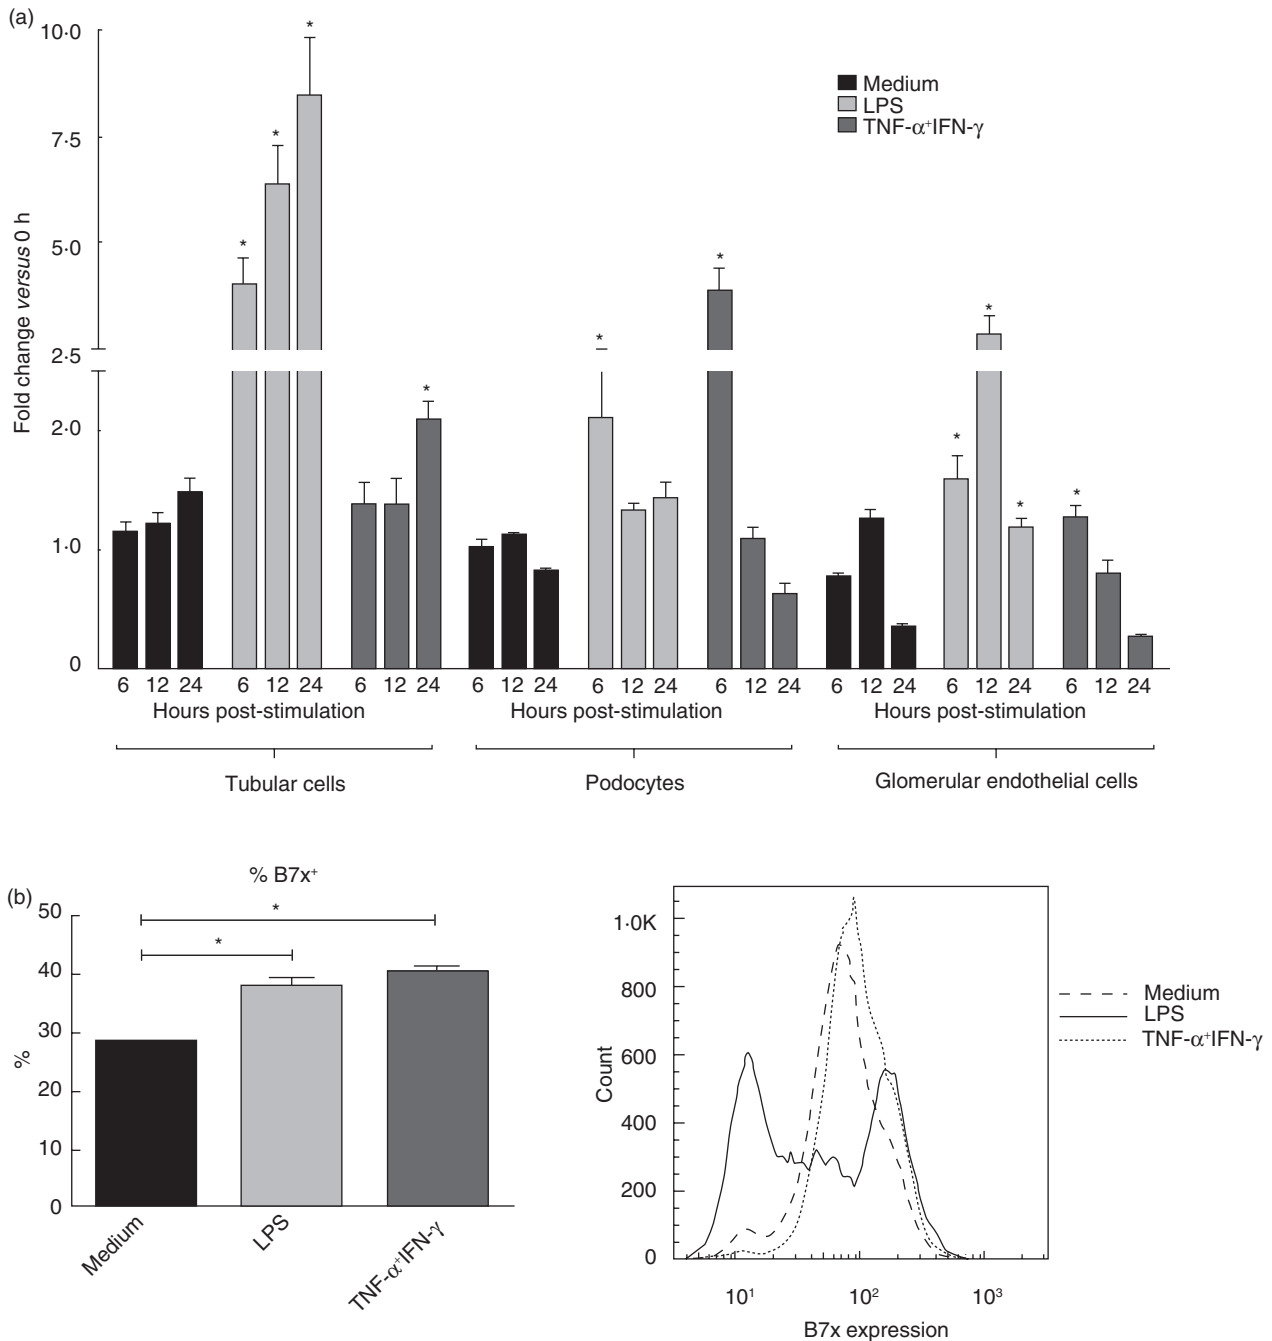 (a)
10·0
7·5
5·0
2·5
2·0
1·0
0
Fold change versus 0 h
* * *
*
*
*
* * *
*
Medium
LPS
TNF-α+IFN-γ
6 12 24 6 12 24 6 12 24 6 12 24 6 12 24 6 12 24 6 12 24 6 12 24 6 12 24
Hours post-stimulation Hours post-stimulation Hours post-stimulation
Tubular cells Podocytes Glomerular endothelial cells
(b)
% B7x+
50
40
30
20
10
0
%
*
*
Medium
LPS
TNF-α+IFN-γ
1·0K
800
600
400
200
0
Count
10¹ 10² 10³
B7x expression
Medium
LPS
TNF-α+IFN-γ